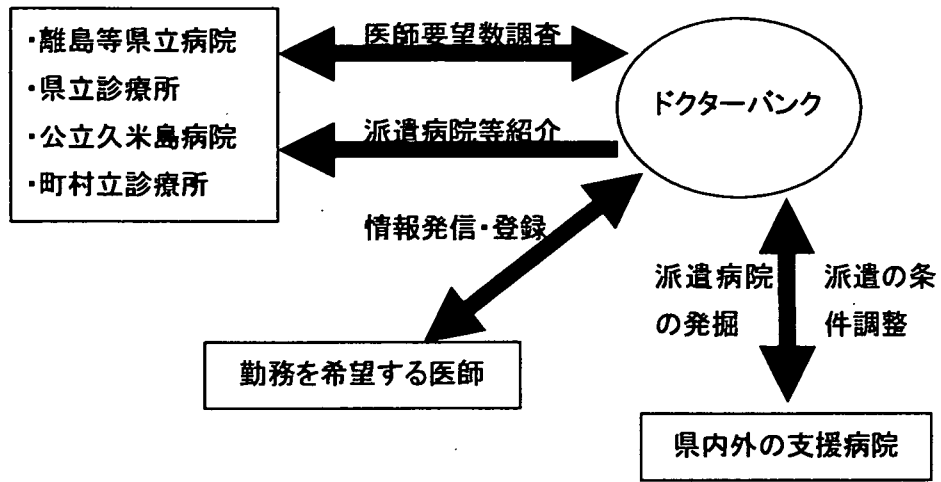 ・離島等県立病院
・県立診療所
・公立久米島病院
・町村立診療所
医師要望数調査
ドクターバンク
派遣病院等紹介
情報発信・登録
派遣病院
の発掘
派遣の条
件調整
勤務を希望する医師
県内外の支援病院